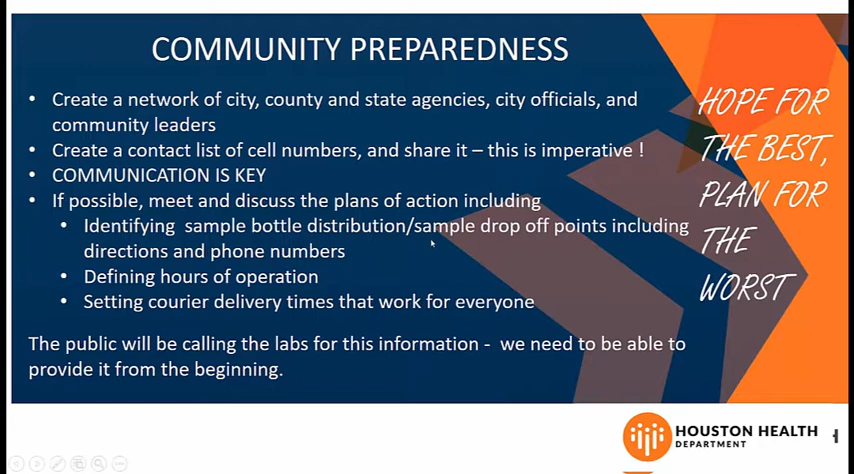 COMMUNITY PREPAREDNESS
• Create a network of city, county and state agencies, city officials, and
community leaders
• Create a contact list of cell numbers, and share it – this is imperative !
• COMMUNICATION IS KEY
• If possible, meet and discuss the plans of action including
• Identifying sample bottle distribution/sample drop off points including
directions and phone numbers
• Defining hours of operation
• Setting courier delivery times that work for everyone
The public will be calling the labs for this information - we need to be able to
provide it from the beginning.
HOPE FOR
THE BEST,
PLAN FOR
THE
WORST
HOUSTON HEALTH
DEPARTMENT